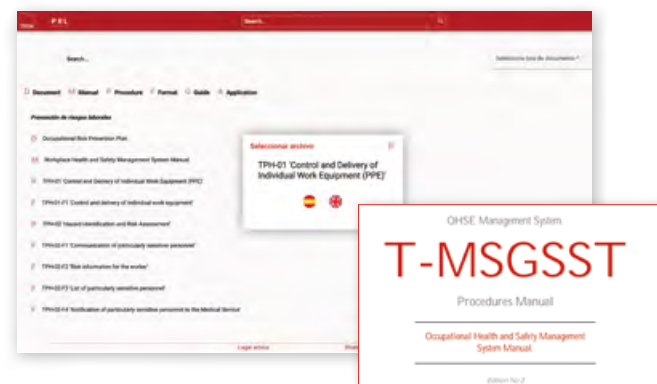 P R L
Search...
Search...
Selecciona tipo de documento *
D Document M Manual P Procedure F Format G Guide A Application
Prevención de riesgos laborales
D Occupational Risk Prevention Plan
M Workplace Health and Safety Management System Manual
P TPH-01 'Control and Delivery of Individual Work Equipment (PPE)'
F TPH-01-F1 'Control and delivery of individual work equipment'
P TPH-02 'Hazard Identification and Risk Assessment'
F TPH-02-F1 'Communication of particularly sensitive personnel'
F TPH-02-F2 'Risk information for the worker'
F TPH-02-F3 'List of particularly sensitive personnel'
F TPH-02-F4 'Notification of particularly sensitive personnel to the Medical Service'
Legal advice
Seleccionar archivo
TPH-01 'Control and Delivery of
Individual Work Equipment (PPE)'
QHSE Management System
T-MSGSST
Procedures Manual
Occupational Health and Safety Management
System Manual
Edition No.2